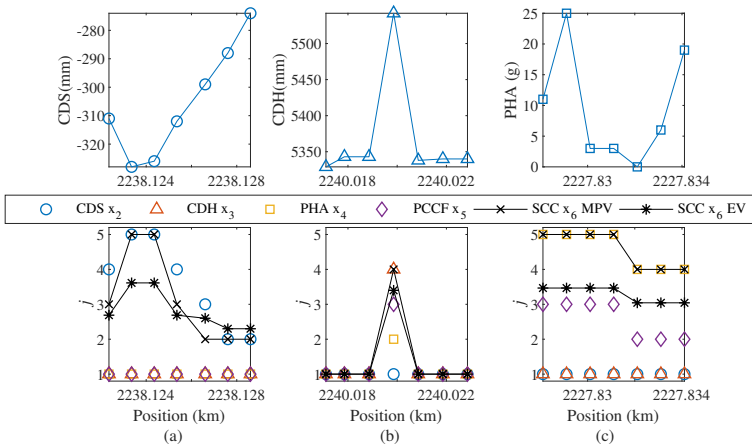 CDS(mm)
-280
-290
-300
-310
-320
2238.124
2238.128
CDH(mm)
5500
5450
5400
5350
2240.018
2240.022
PHA (g)
25
20
15
10
5
0
2227.83
2227.834
CDS x2
CDH x3
PHA x4
PCCF x5
SCC x6 MPV
SCC x6 EV
j
5
4
3
2
1
2238.124
2238.128
Position (km)
(a)
j
5
4
3
2
1
2240.018
2240.022
Position (km)
(b)
j
5
4
3
2
1
2227.83
2227.834
Position (km)
(c)